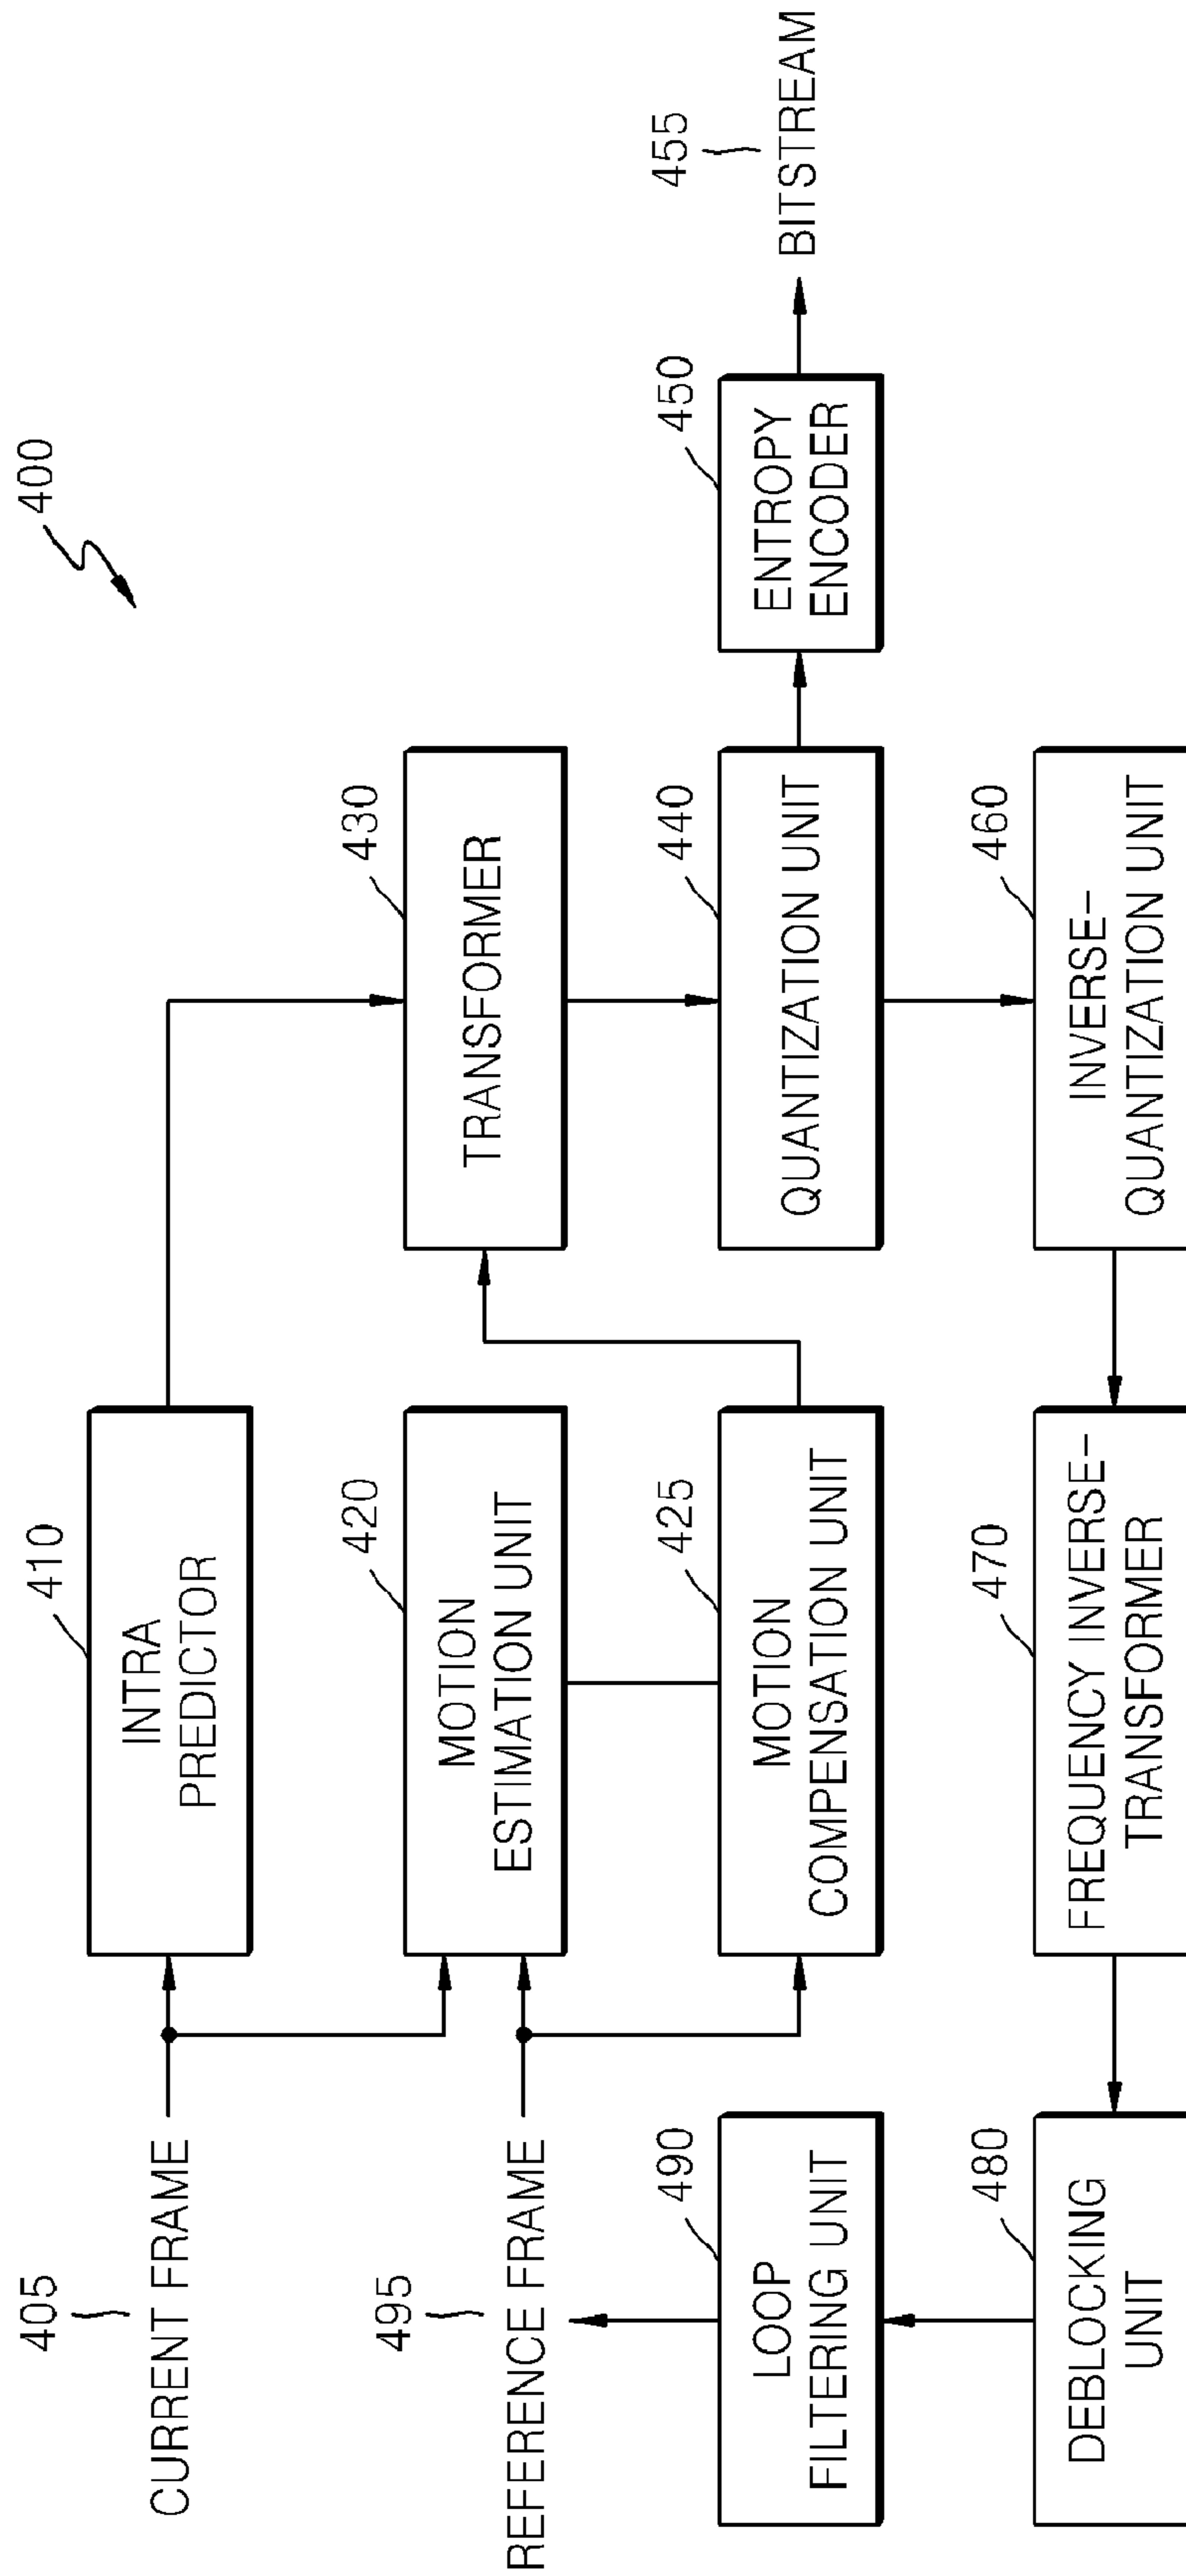 400
405
CURRENT FRAME
410
INTRA
PREDICTOR
495
REFERENCE FRAME
420
MOTION
ESTIMATION UNIT
430
TRANSFORMER
490
LOOP
FILTERING UNIT
425
MOTION
COMPENSATION UNIT
440
QUANTIZATION UNIT
450
ENTROPY
ENCODER
455
BITSTREAM
480
DEBLOCKING
UNIT
470
FREQUENCY INVERSE-
TRANSFORMER
460
INVERSE-
QUANTIZATION UNIT